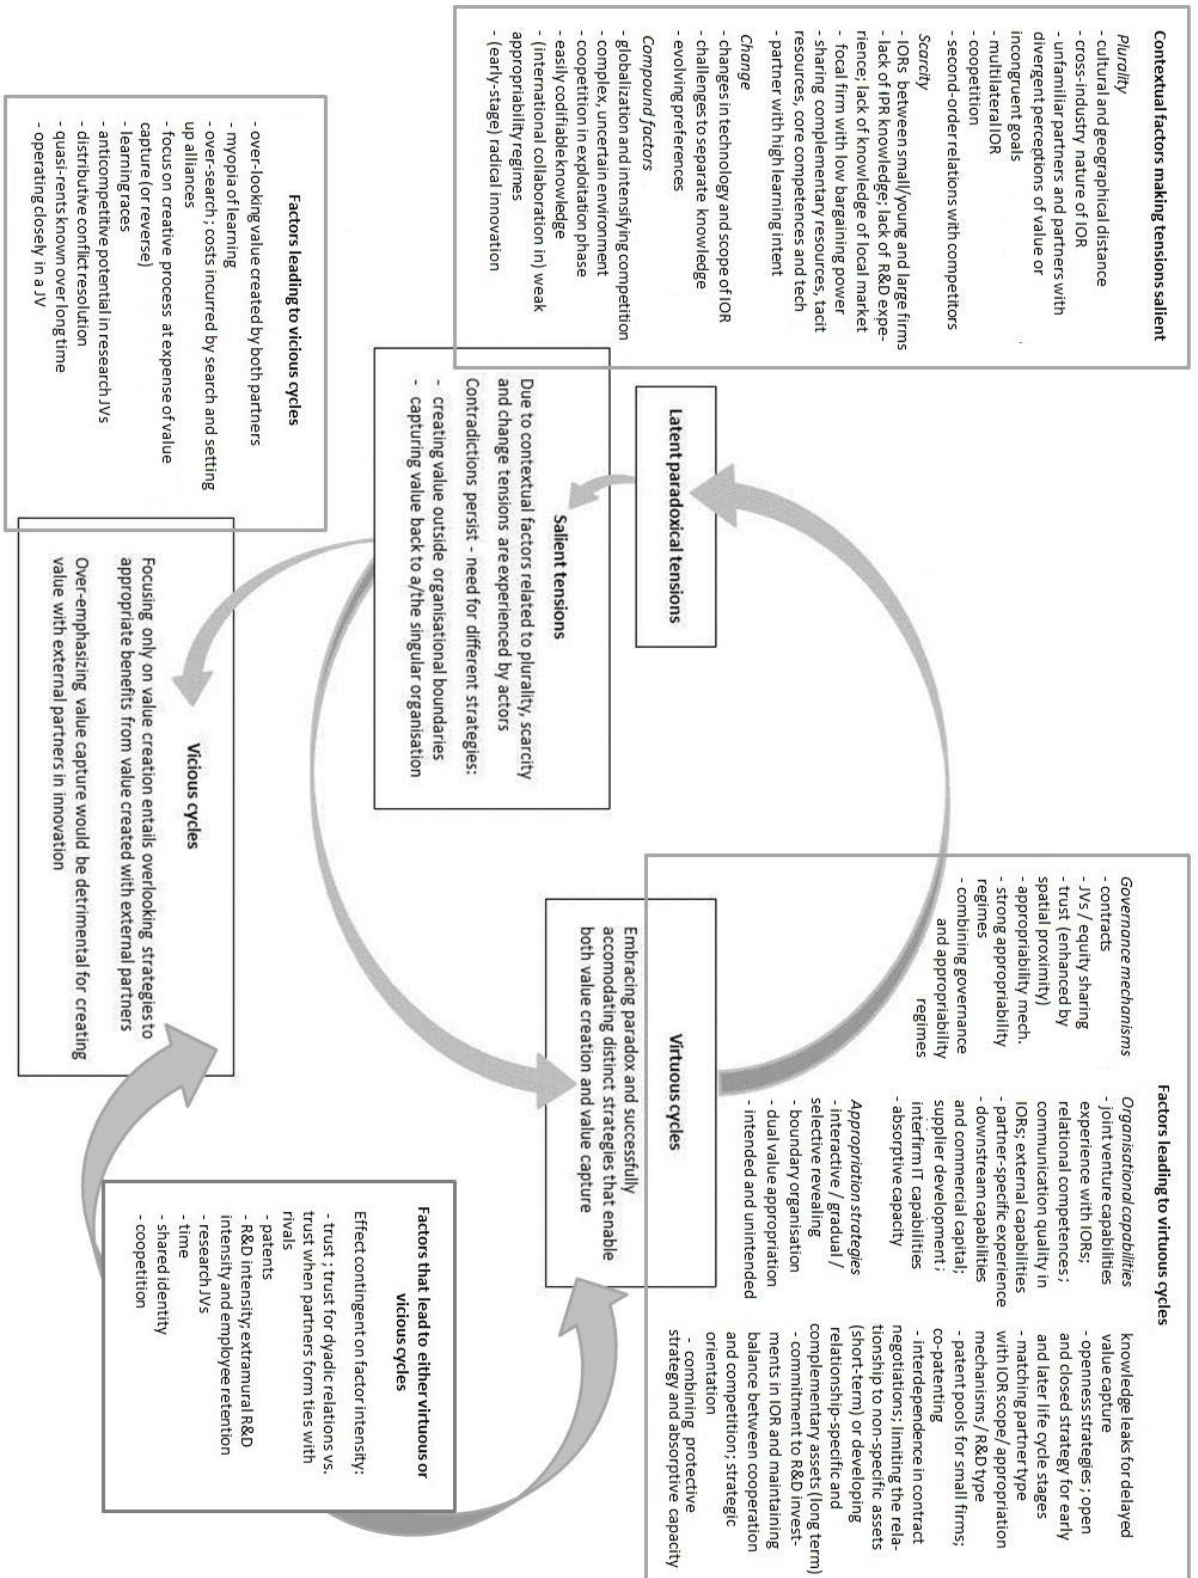 Contextual factors making tensions salient
Plurality
- cultural and geographical distance
- cross-industry nature of IOR
- unfamiliar partners and partners with
divergent perceptions of value or
incongruent goals
- multilateral IOR
- coopetition
- second-order relations with competitors
Scarcity
- IORs between small/young and large firms
- lack of IPR knowledge; lack of R&D expe-
rience; lack of knowledge of local market
- focal firm with low bargaining power
- sharing complementary resources, tacit
resources, core competences and tech
- partner with high learning intent
Change
- changes in technology and scope of IOR
- challenges to separate knowledge
- evolving preferences
Compound factors
- globalization and intensifying competition
- complex, uncertain environment
- coopetition in exploitation phase
- easily codifiable knowledge
- (international collaboration in) weak
appropriability regimes
- (early-stage) radical innovation
Latent paradoxical tensions
Salient tensions
Due to contextual factors related to plurality, scarcity
and change tensions are experienced by actors
Contradictions persist - need for different strategies:
- creating value outside organisational boundaries
- capturing value back to a/the singular organisation
Factors leading to vicious cycles
- over-looking value created by both partners
- myopia of learning
- over-search ; costs incurred by search and setting
up alliances
- focus on creative process at expense of value
capture (or reverse)
- learning races
- anticompetitive potential in research JVs
- distributive conflict resolution
- quasi-rents known over long time
- operating closely in a JV
Vicious cycles
Focusing only on value creation entails overlooking strategies to
appropriate benefits from value created with external partners
Over-emphasizing value capture would be detrimental for creating
value with external partners in innovation
Factors leading to virtuous cycles
Governance mechanisms
- contracts
- JVs / equity sharing
- trust (enhanced by
spatial proximity)
- appropriability mech.
- strong appropriability
regimes
- combining governance
and appropriability
regimes
Organisational capabilities
- joint venture capabilities
experience with IORs;
relational competences ;
communication quality in
IORs; external capabilities
- partner-specific experience
- downstream capabilities
and commercial capital;
supplier development ;
interfirm IT capabilities
- absorptive capacity
Appropriation strategies
- interactive / gradual /
selective revealing
- boundary organisation
- dual value appropriation
- intended and unintended
knowledge leaks for delayed
value capture
- openness strategies ; open
and closed strategy for early
and later life cycle stages
- matching partner type
with IOR scope/ appropriation
mechanisms / R&D type
- patent pools for small firms;
co-patenting
- interdependence in contract
negotiations; limiting the rela-
tionship to non-specific assets
(short-term) or developing
relationship-specific and
complementary assets (long term)
- commitment to R&D invest-
ments in IOR and maintaining
balance between cooperation
and competition ; strategic
orientation
- combining protective
strategy and absorptive capacity
Virtuous cycles
Embracing paradox and successfully
accomodating distinct strategies that enable
both value creation and value capture
Factors that lead to either virtuous or
vicious cycles
Effect contingent on factor intensity:
- trust ; trust for dyadic relations vs.
trust when partners form ties with
rivals
- patents
- R&D intensity; extramural R&D
intensity and employee retention
- research JVs
- time
- shared identity
- coopetition